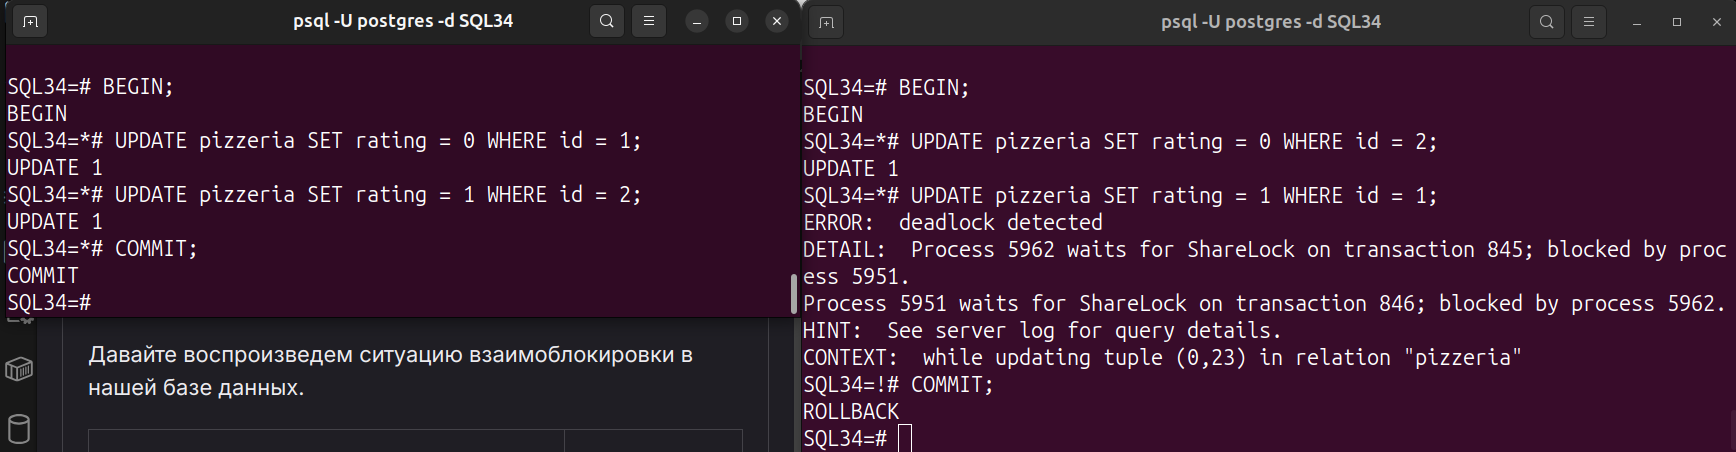 psql -U postgres -d SQL34
SQL34=# BEGIN;
BEGIN
SQL34=*# UPDATE pizzeria SET rating = 0 WHERE id = 1;
UPDATE 1
SQL34=*# UPDATE pizzeria SET rating = 1 WHERE id = 2;
UPDATE 1
SQL34=*# COMMIT;
COMMIT
SQL34=#
Давайте воспроизведем ситуацию взаимоблокировки в
нашей базе данных.
psql -U postgres -d SQL34
SQL34=# BEGIN;
BEGIN
SQL34=*# UPDATE pizzeria SET rating = 0 WHERE id = 2;
UPDATE 1
SQL34=*# UPDATE pizzeria SET rating = 1 WHERE id = 1;
ERROR:  deadlock detected
DETAIL:  Process 5962 waits for ShareLock on transaction 845; blocked by proc
ess 5951.
Process 5951 waits for ShareLock on transaction 846; blocked by process 5962.
HINT:  See server log for query details.
CONTEXT:  while updating tuple (0,23) in relation "pizzeria"
SQL34=!# COMMIT;
ROLLBACK
SQL34=#